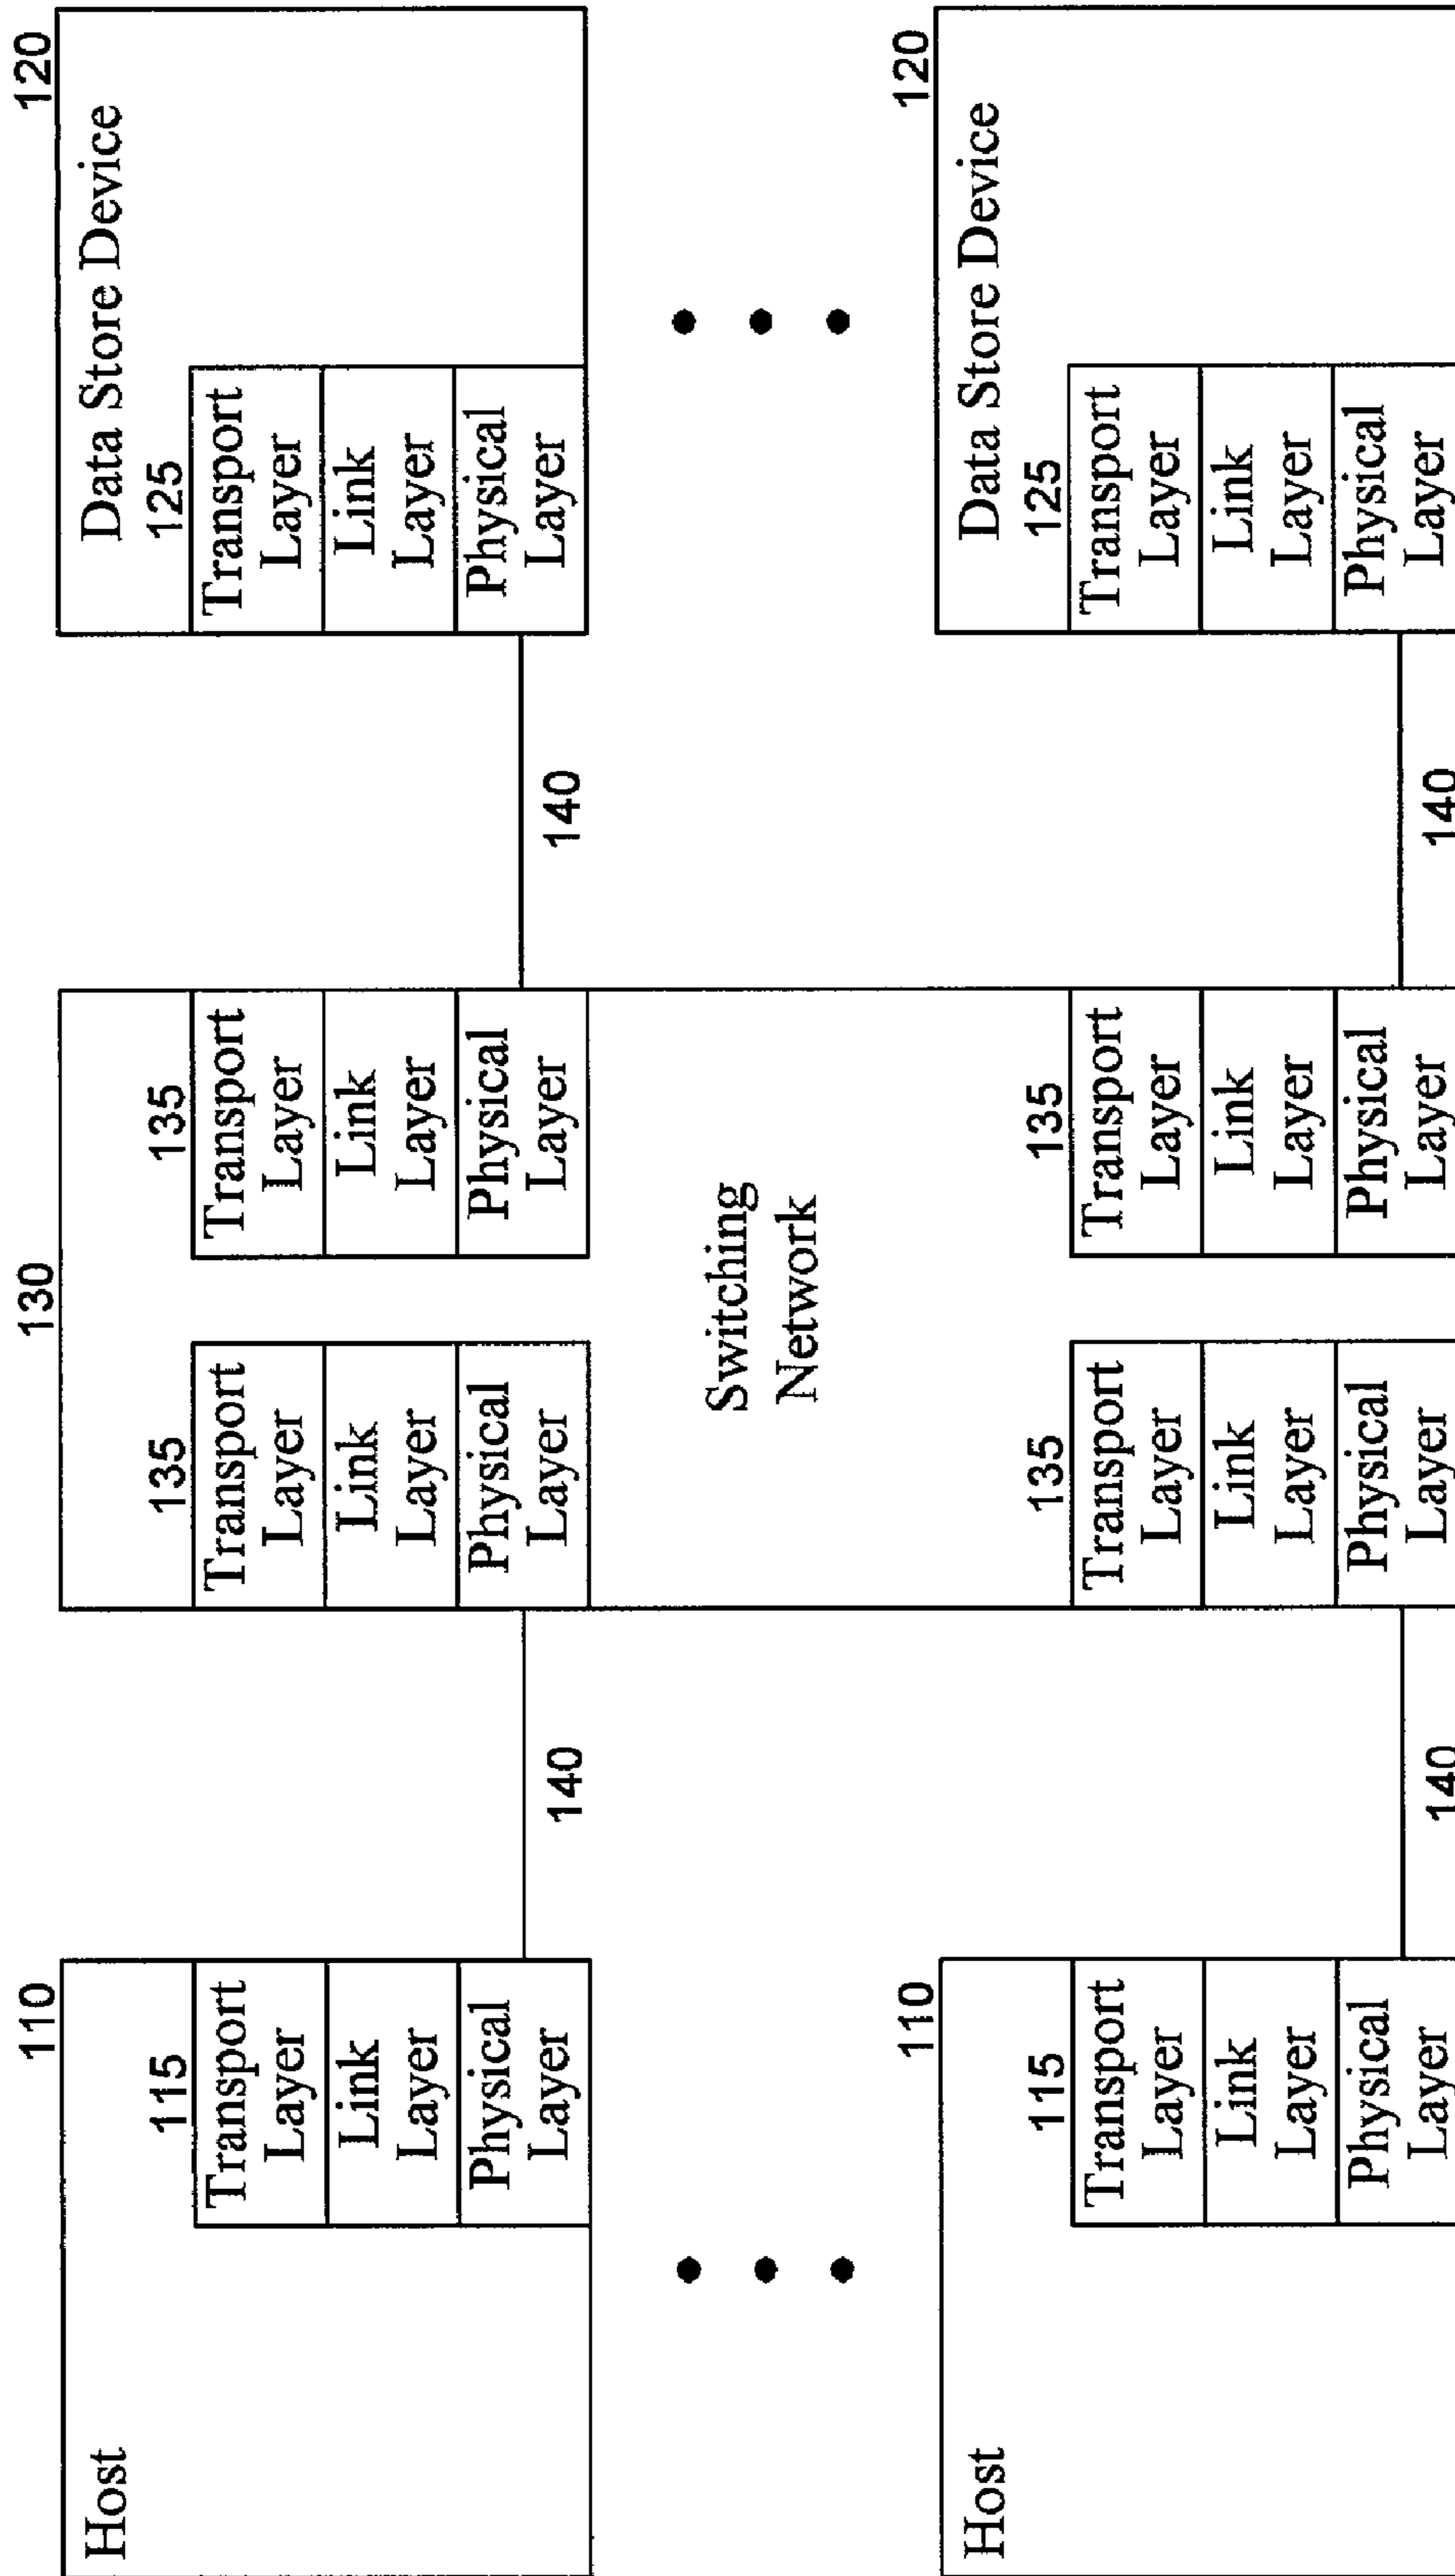 110
Host
115
Transport
Layer
Link
Layer
Physical
Layer
140
130
135
Transport
Layer
Link
Layer
Physical
Layer
135
Transport
Layer
Link
Layer
Physical
Layer
140
120
Data Store Device
125
Transport
Layer
Link
Layer
Physical
Layer
Switching
Network
110
Host
115
Transport
Layer
Link
Layer
Physical
Layer
140
135
Transport
Layer
Link
Layer
Physical
Layer
135
Transport
Layer
Link
Layer
Physical
Layer
140
120
Data Store Device
125
Transport
Layer
Link
Layer
Physical
Layer